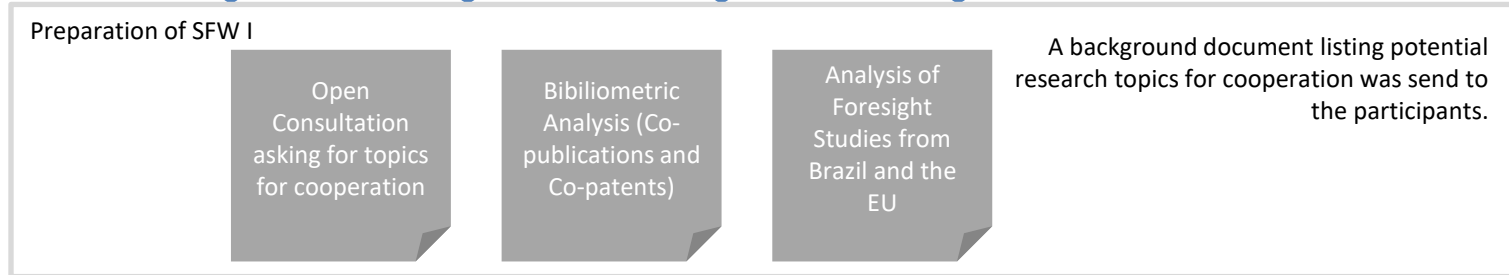 Preparation of SFW I
Open
Consultation
asking for topics
for cooperation
Bibiliometric
Analysis (Co-
publications and
Co-patents)
Analysis of
Foresight
Studies from
Brazil and the
EU
A background document listing potential
research topics for cooperation was send to
the participants.